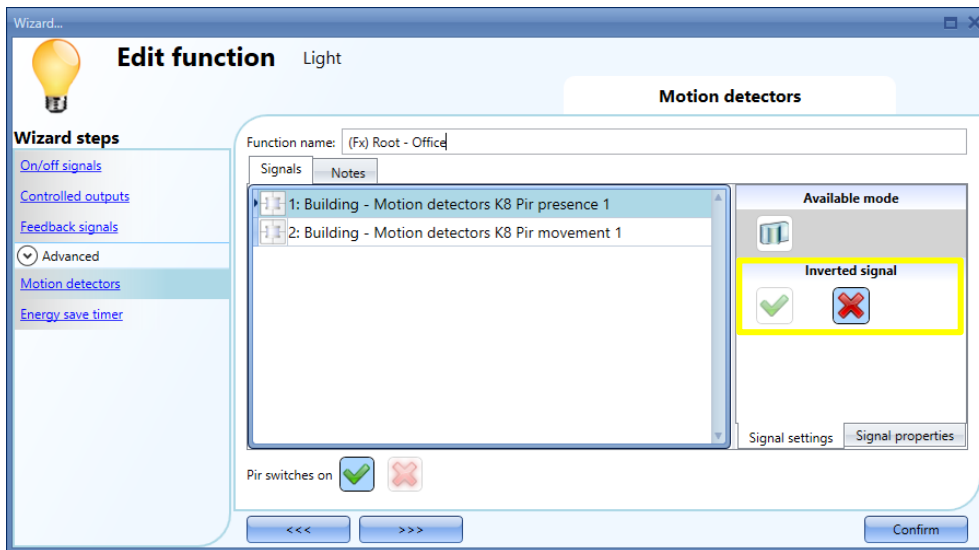 Wizard...
Edit function Light
Motion detectors
Wizard steps
On/off signals
Controlled outputs
Feedback signals
Advanced
Motion detectors
Energy save timer
Function name: (Fx) Root - Office
Signals Notes
1: Building - Motion detectors K8 Pir presence 1
2: Building - Motion detectors K8 Pir movement 1
Available mode
Inverted signal
Signal settings Signal properties
Pir switches on
<<< >>> Confirm